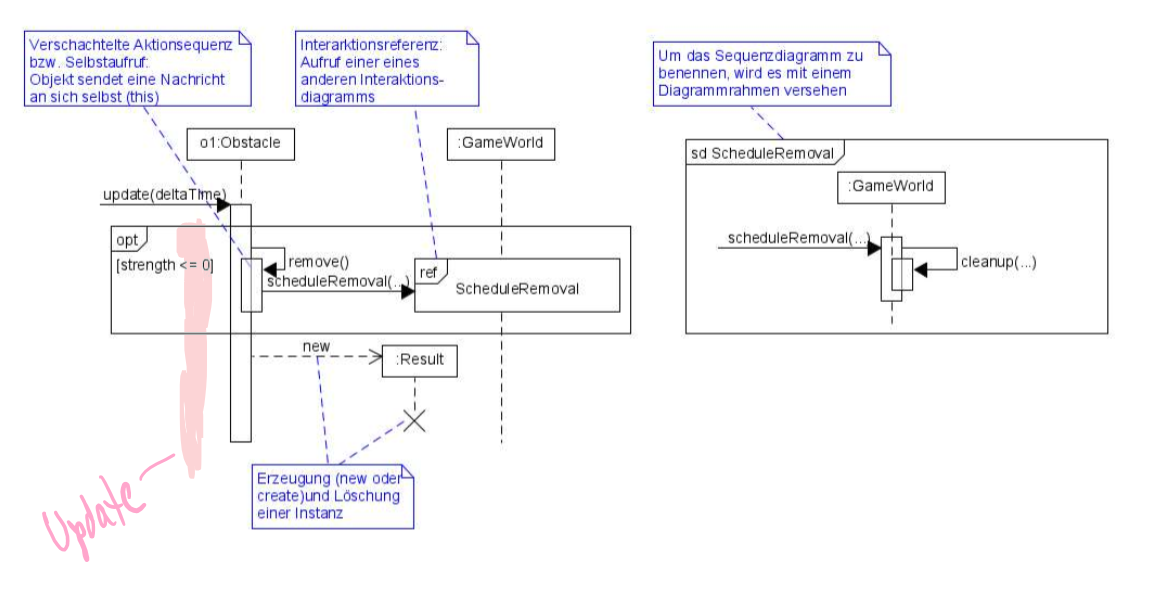 Verschachtelte Aktionsequenz
bzw. Selbstaufruf:
Objekt sendet eine Nachricht
an sich selbst (this)
Interarktionsreferenz:
Aufruf einer eines
anderen Interaktions-
diagramms
Um das Sequenzdiagramm zu
benennen, wird es mit einem
Diagrammrahmen versehen
o1:Obstacle
:GameWorld
update(deltaTIme)
opt
[strength <= 0]
remove()
scheduleRemoval(...)
ref
ScheduleRemoval
new
:Result
Erzeugung (new oder
create)und Löschung
einer Instanz
Update
sd ScheduleRemoval
:GameWorld
scheduleRemoval(...)
cleanup(...)